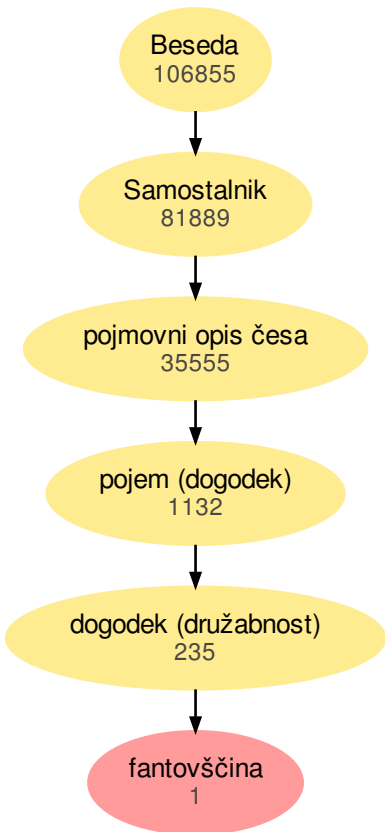 Beseda
106855
Samostalnik
81889
pojmovni opis česa
35555
pojem (dogodek)
1132
dogodek (družabnost)
235
fantovščina
1